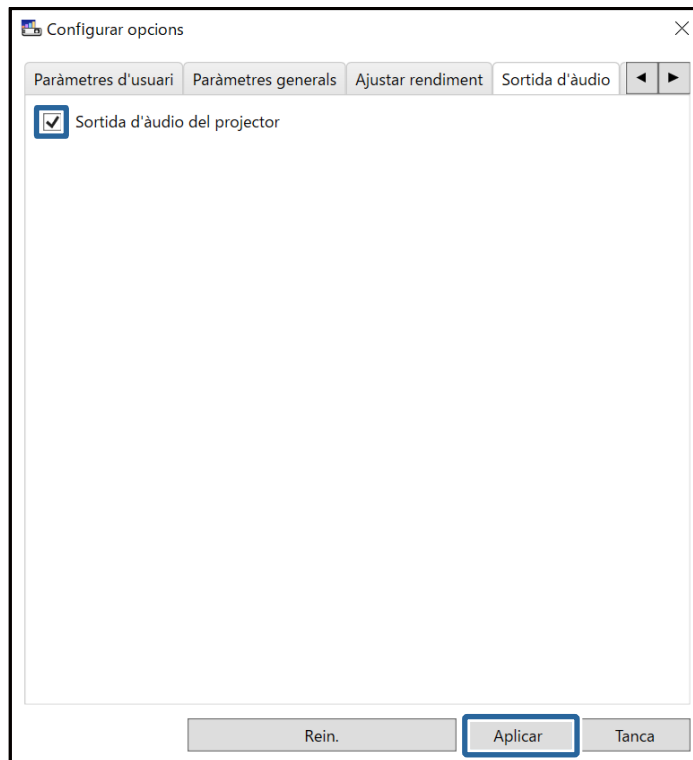 Configurar opcions
Paràmetres d'usuari Paràmetres generals Ajustar rendiment Sortida d'àudio
Sortida d'àudio del projector
Rein. Aplicar Tanca